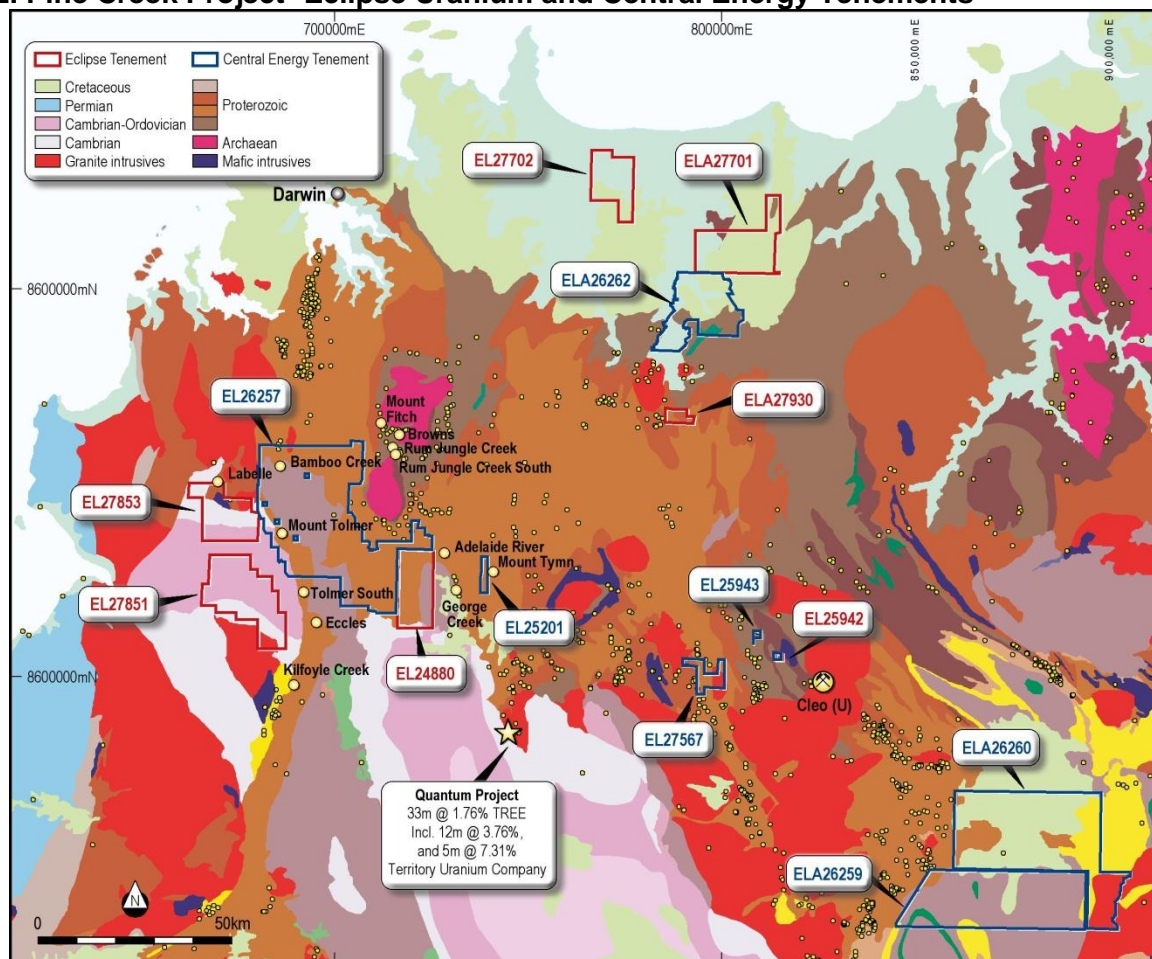 Pine Creek Project- Eclipse Uranium and Central Energy Tenements
700000mE
800000mE
850,000 mE
900,000 mE
Eclipse Tenement
Central Energy Tenement
Cretaceous
Permian
Cambrian-Ordovician
Cambrian
Granite intrusives
Proterozoic
Archaean
Mafic intrusives
EL27702
ELA27701
Darwin
ELA26262
8600000mN
EL26257
ELA27930
Mount
Fitch
Browns
Rum Jungle Creek
Rum Jungle Creek South
Bamboo Creek
Labelle
EL27853
Mount Tolmer
Adelaide River
Mount Tymn
EL27851
Tolmer South
George
Creek
EL25201
EL25943
EL25942
Eccles
EL24880
Kilfoyle Creek
8600000mN
Cleo (U)
EL27567
ELA26260
Quantum Project
33m @ 1.76% TREE
Incl. 12m @ 3.76%,
and 5m @ 7.31%
Territory Uranium Company
ELA26259
N
0
50km